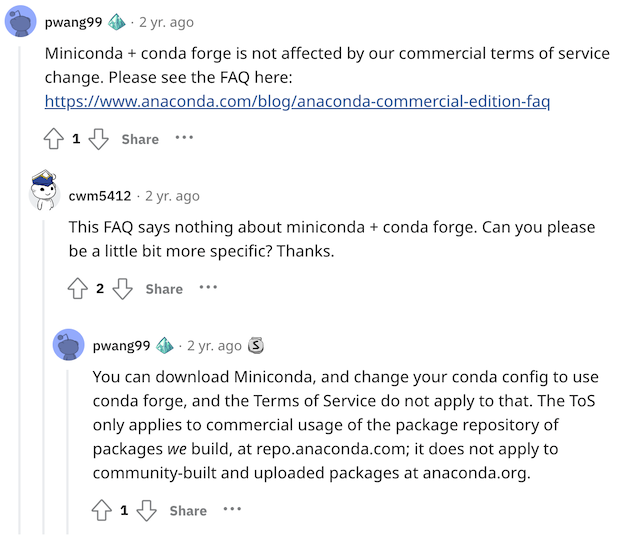 pwang99 · 2 yr. ago
Miniconda + conda forge is not affected by our commercial terms of service
change. Please see the FAQ here:
https://www.anaconda.com/blog/anaconda-commercial-edition-faq
1 Share ···
cwm5412 · 2 yr. ago
This FAQ says nothing about miniconda + conda forge. Can you please
be a little bit more specific? Thanks.
2 Share ···
pwang99 · 2 yr. ago S
You can download Miniconda, and change your conda config to use
conda forge, and the Terms of Service do not apply to that. The ToS
only applies to commercial usage of the package repository of
packages we build, at repo.anaconda.com; it does not apply to
community-built and uploaded packages at anaconda.org.
1 Share ···